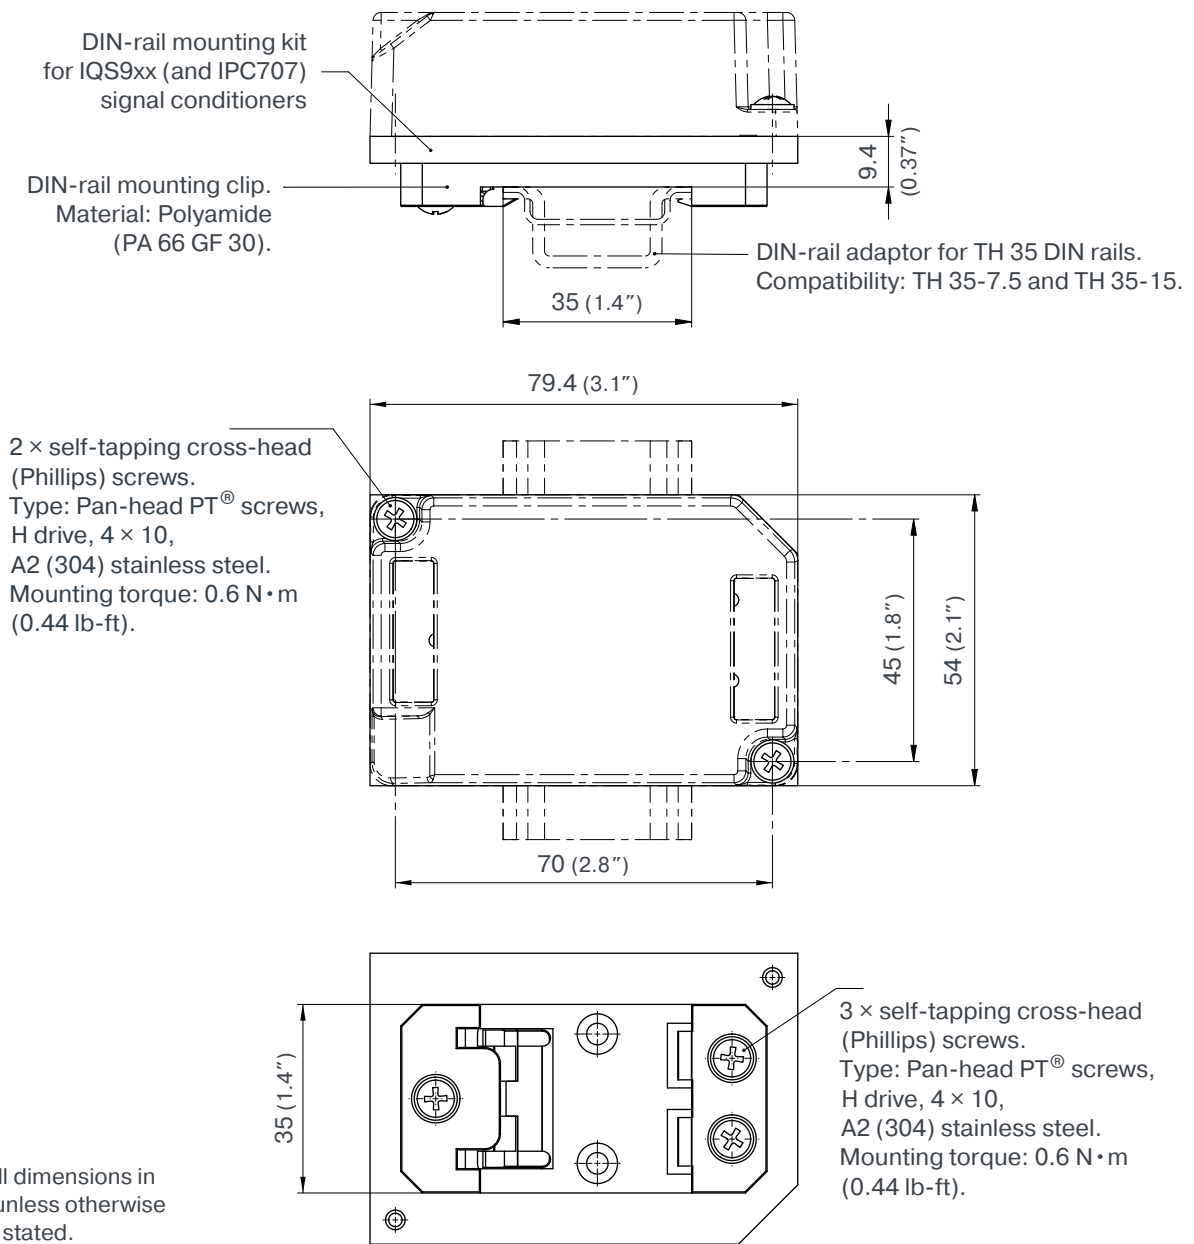 DIN-rail mounting kit
for IQS9xx (and IPC707)
signal conditioners
9.4
(0.37″)
DIN-rail mounting clip.
Material: Polyamide
(PA 66 GF 30).
DIN-rail adaptor for TH 35 DIN rails.
Compatibility: TH 35-7.5 and TH 35-15.
35 (1.4″)
79.4 (3.1″)
2 × self-tapping cross-head
(Phillips) screws.
Type: Pan-head PT® screws,
H drive, 4 × 10,
A2 (304) stainless steel.
Mounting torque: 0.6 N•m
(0.44 lb-ft).
45 (1.8″)
54 (2.1″)
70 (2.8″)
35 (1.4″)
3 × self-tapping cross-head
(Phillips) screws.
Type: Pan-head PT® screws,
H drive, 4 × 10,
A2 (304) stainless steel.
Mounting torque: 0.6 N•m
(0.44 lb-ft).
dimensions in
unless otherwise
stated.